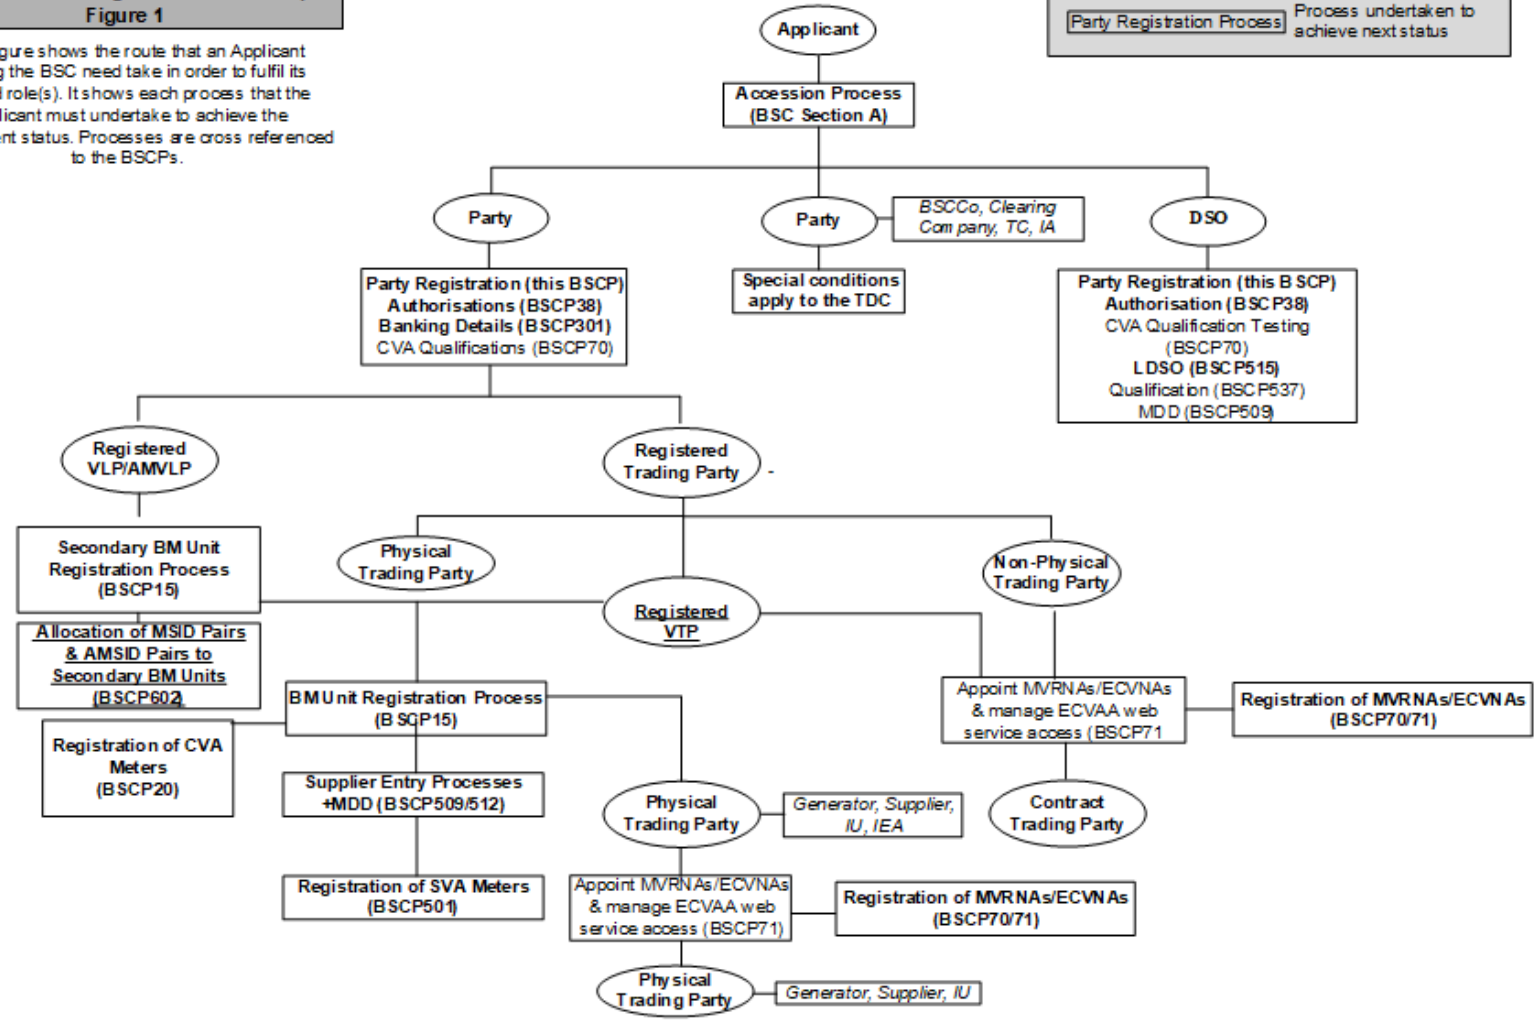 Figure 1
gure shows the route that an Applicant
g the BSC need take in order to fulfil its
d role(s). It shows each process that the
licant must undertake to achieve the
nt status. Processes are cross referenced
to the BSCPs.
Party Registration Process
Process undertaken to
achieve next status
Applicant
Accession Process
(BSC Section A)
Party
Party
BSCCo, Clearing
Company, TC, IA
DSO
Party Registration (this BSCP)
Authorisations (BSCP38)
Banking Details (BSCP301)
CVA Qualifications (BSCP70)
Special conditions
apply to the TDC
Party Registration (this BSCP)
Authorisation (BSCP38)
CVA Qualification Testing
(BSCP70)
LDSO (BSCP515)
Qualification (BSCP537)
MDD (BSCP509)
Registered
VLP/AMVLP
Registered
Trading Party
-
Secondary BM Unit
Registration Process
(BSCP15)
Physical
Trading Party
Non-Physical
Trading Party
Registered
VTP
Allocation of MSID Pairs
& AMSID Pairs to
Secondary BM Units
(BSCP602)
BM Unit Registration Process
(BSCP15)
Appoint MVRNAs/ECVNAs
& manage ECVAA web
service access (BSCP71
Registration of MVRNAs/ECVNAs
(BSCP70/71)
Registration of CVA
Meters
(BSCP20)
Supplier Entry Processes
+MDD (BSCP509/512)
Physical
Trading Party
Generator, Supplier,
IU, IEA
Contract
Trading Party
Registration of SVA Meters
(BSCP501)
Appoint MVRNAs/ECVNAs
& manage ECVAA web
service access (BSCP71)
Registration of MVRNAs/ECVNAs
(BSCP70/71)
Physical
Trading Party
Generator, Supplier, IU